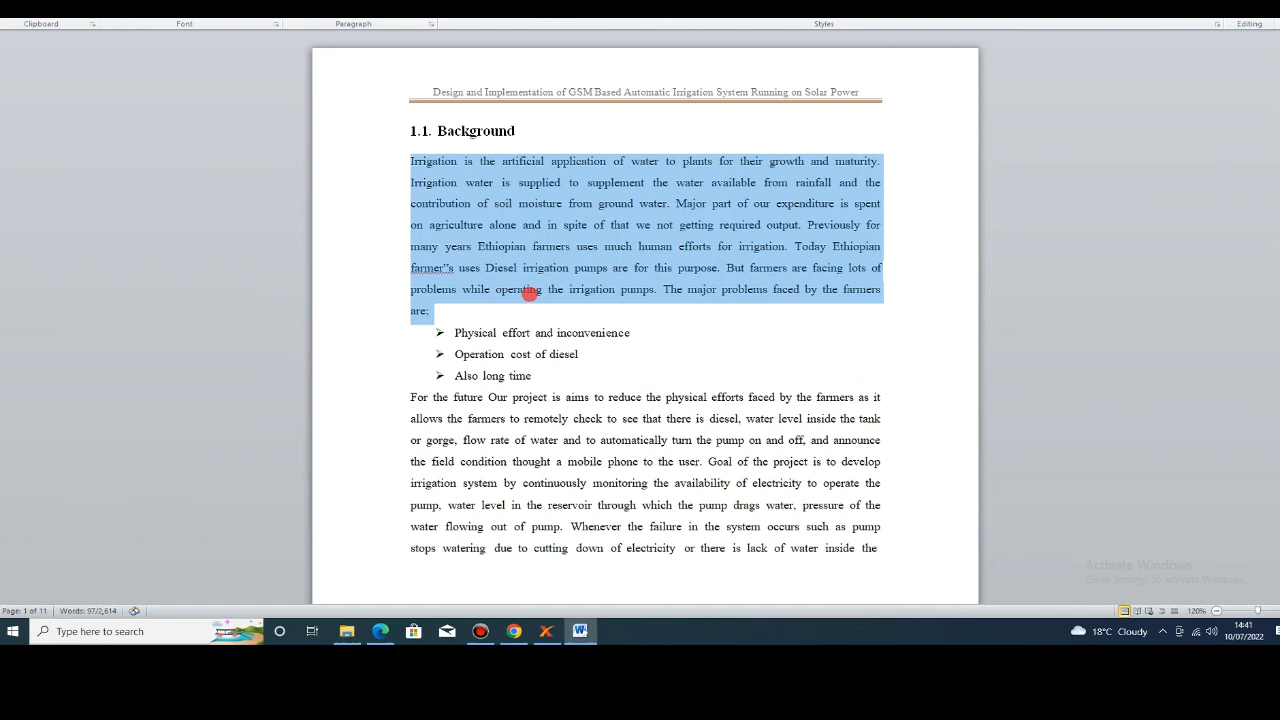 Clipboard
Font
Paragraph
Styles
Editing
Design and Implementation of GSM Based Automatic Irrigation System Running on Solar Power
1.1. Background
Irrigation is the artificial application of water to plants for their growth and maturity.
Irrigation water is supplied to supplement the water available from rainfall and the
contribution of soil moisture from ground water. Major part of our expenditure is spent
on agriculture alone and in spite of that we not getting required output. Previously for
many years Ethiopian farmers uses much human efforts for irrigation. Today Ethiopian
farmer"s uses Diesel irrigation pumps are for this purpose. But farmers are facing lots of
problems while operating the irrigation pumps. The major problems faced by the farmers
are:
➢ Physical effort and inconvenience
➢ Operation cost of diesel
➢ Also long time
For the future Our project is aims to reduce the physical efforts faced by the farmers as it
allows the farmers to remotely check to see that there is diesel, water level inside the tank
or gorge, flow rate of water and to automatically turn the pump on and off, and announce
the field condition thought a mobile phone to the user. Goal of the project is to develop
irrigation system by continuously monitoring the availability of electricity to operate the
pump, water level in the reservoir through which the pump drags water, pressure of the
water flowing out of pump. Whenever the failure in the system occurs such as pump
stops watering due to cutting down of electricity or there is lack of water inside the
Activate Windows
Go to Settings to activate Windows.
Page: 1 of 11
Words: 97/2,614
120%
Type here to search
18°C Cloudy
14:41
10/07/2022